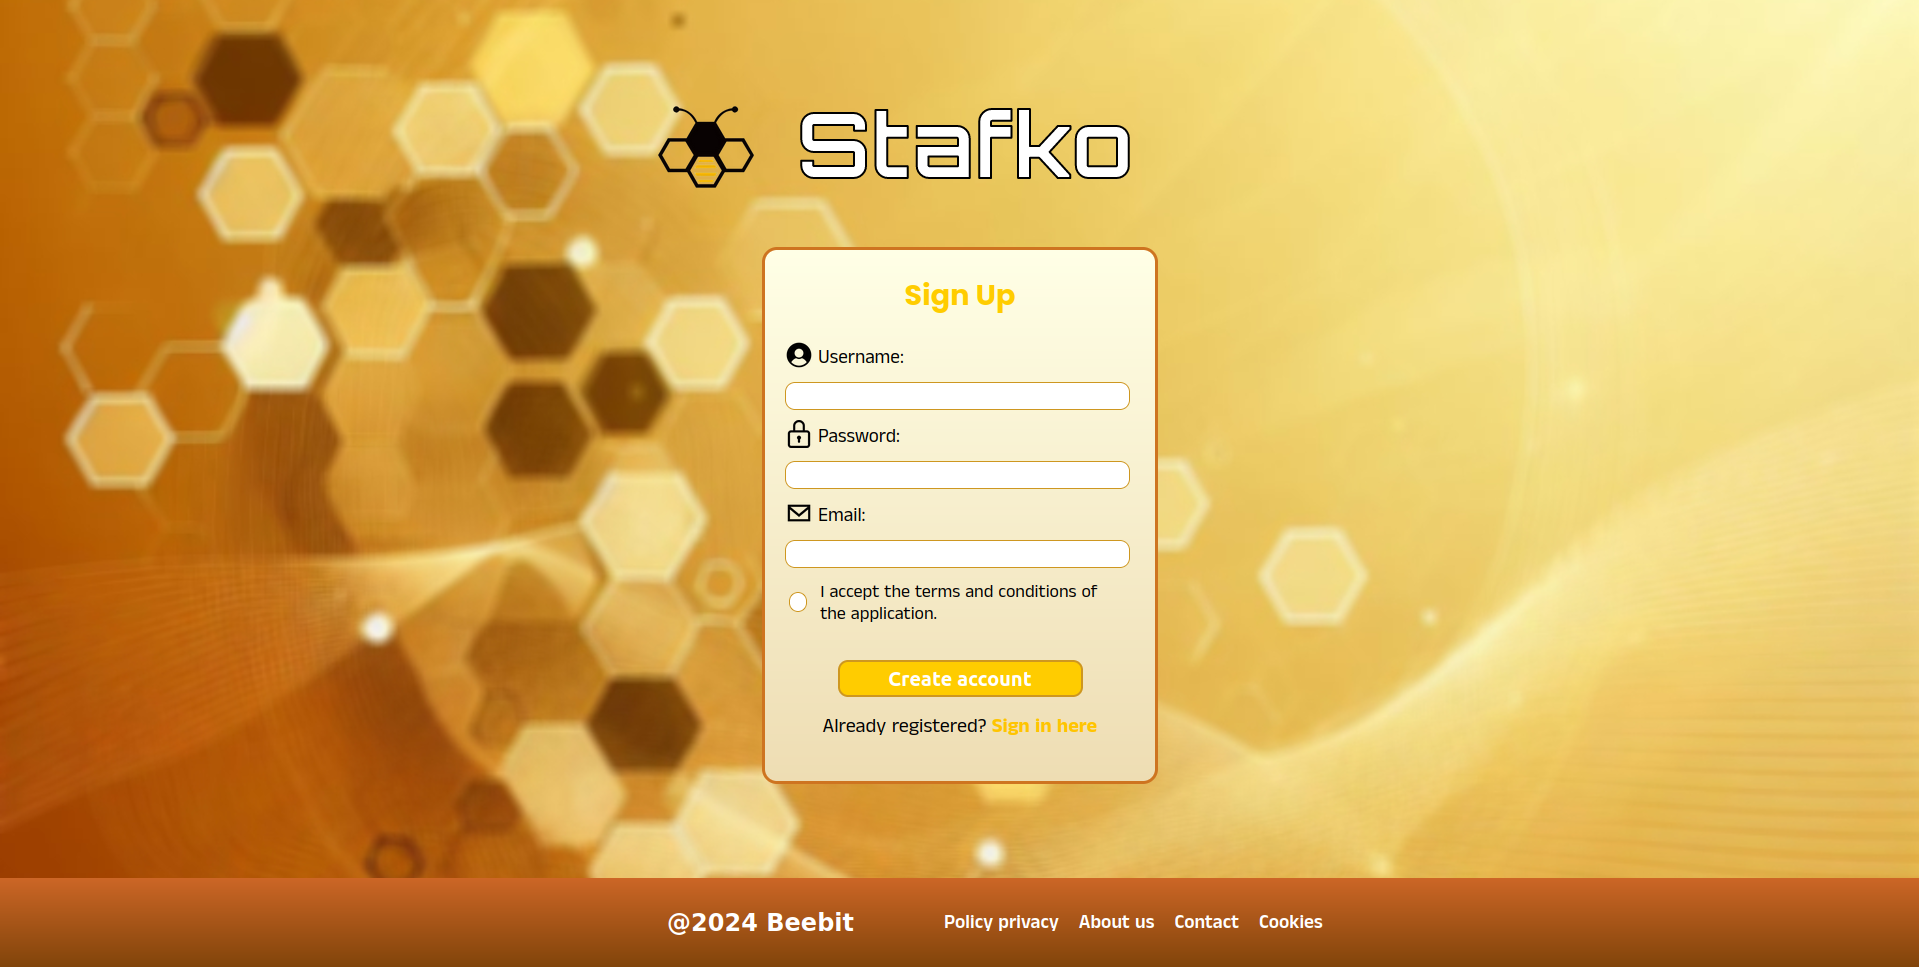 Stafko
Sign Up
Username:
Password:
Email:
I accept the terms and conditions of
the application.
Create account
Already registered? Sign in here
@2024 Beebit
Policy privacy
About us
Contact
Cookies